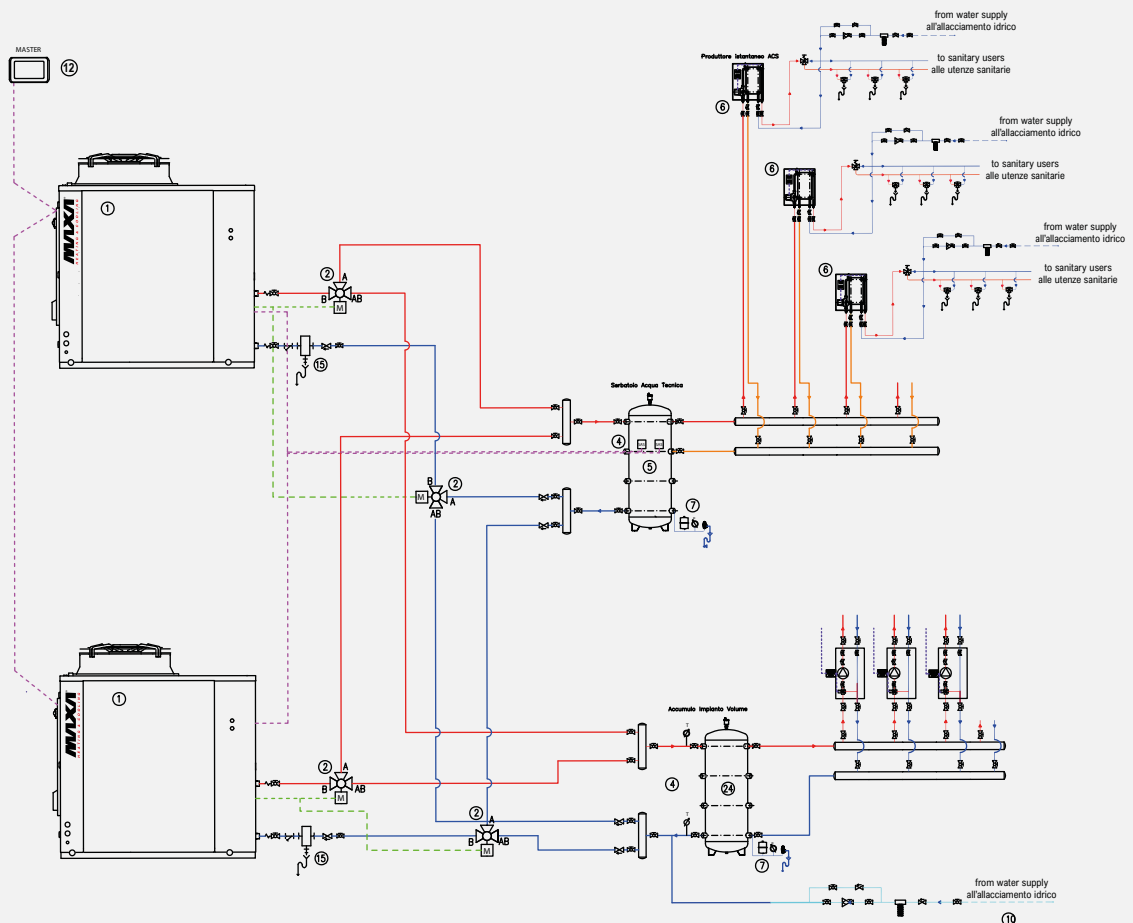 from water supply
all'allacciamento idrico
MASTER
12
Produttore Istantaneo ACS
to sanitary users
alle utenze sanitarie
6
from water supply
all'allacciamento idrico
to sanitary users
alle utenze sanitarie
6
1
MAXA
HEATING & COOLING
from water supply
all'allacciamento idrico
to sanitary users
alle utenze sanitarie
6
2
A
B
AB
M
15
Serbatoio Acqua Tecnica
4
5
B
2
M
A
AB
7
1
MAXA
HEATING & COOLING
Accumulo Impianto Volume
T
2
A
B
AB
M
4
24
T
2
A
B
AB
M
15
7
from water supply
all'allacciamento idrico
10